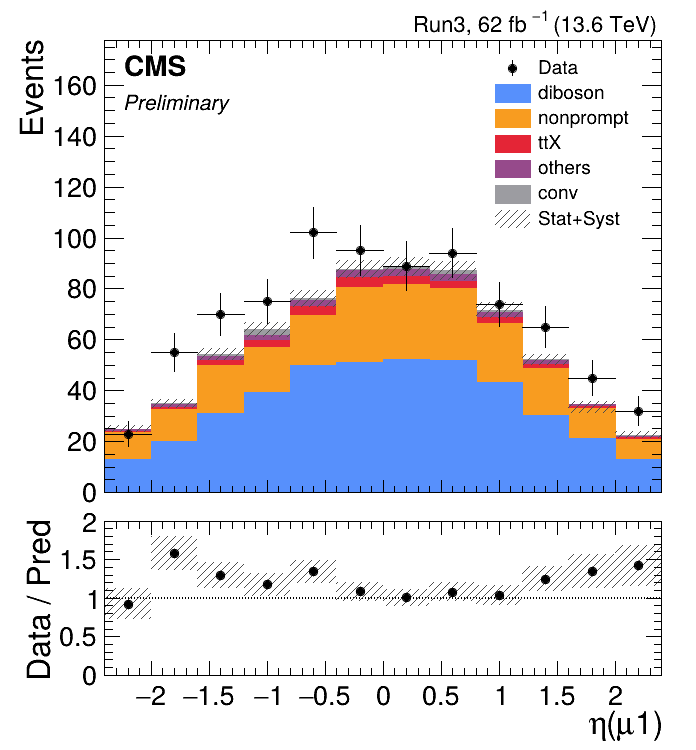 Run3, 62 fb⁻¹ (13.6 TeV)
CMS
Preliminary
Events
160
140
120
100
80
60
40
20
0
Data
diboson
nonprompt
ttX
others
conv
Stat+Syst
Data / Pred
2
1.5
1
0.5
0
−2 −1.5 −1 −0.5 0 0.5 1 1.5 2
η(μ1)